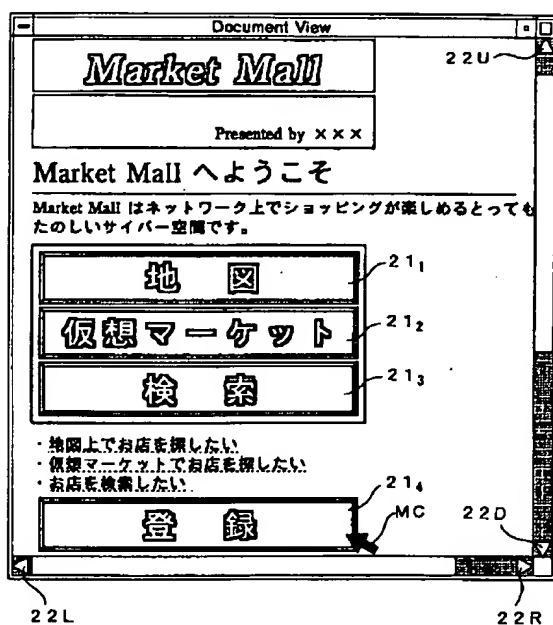 Document View
Market Mall
22U
Presented by × × ×
Market Mall へようこそ
Market Mall はネットワーク上でショッピングが楽しめるとっても
たのしいサイバー空間です。
地 図
21₁
仮想マーケット
21₂
検 索
21₃
・地図上でお店を探したい
・仮想マーケットでお店を探したい
・お店を検索したい
21₄
登 録
MC
22D
22L
22R